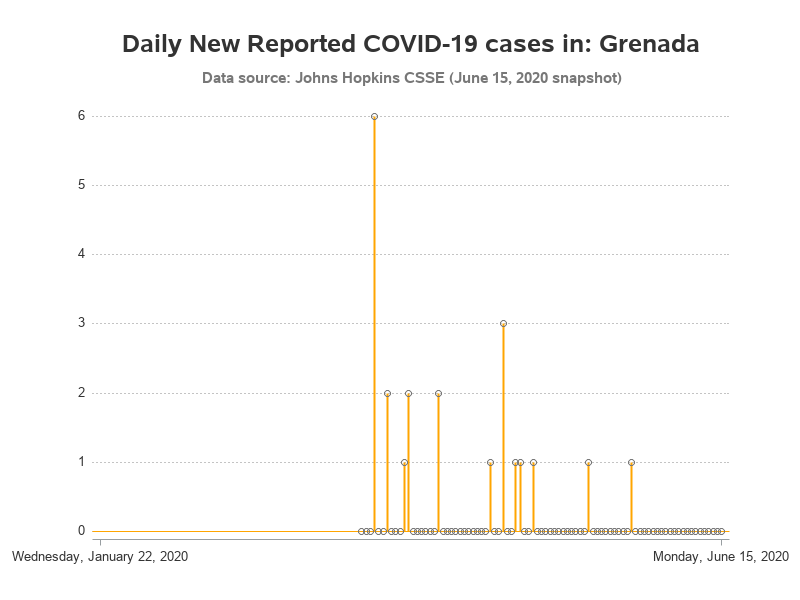 Daily New Reported COVID-19 cases in: Grenada
Data source: Johns Hopkins CSSE (June 15, 2020 snapshot)
6
5
4
3
2
1
0
Wednesday, January 22, 2020
Monday, June 15, 2020